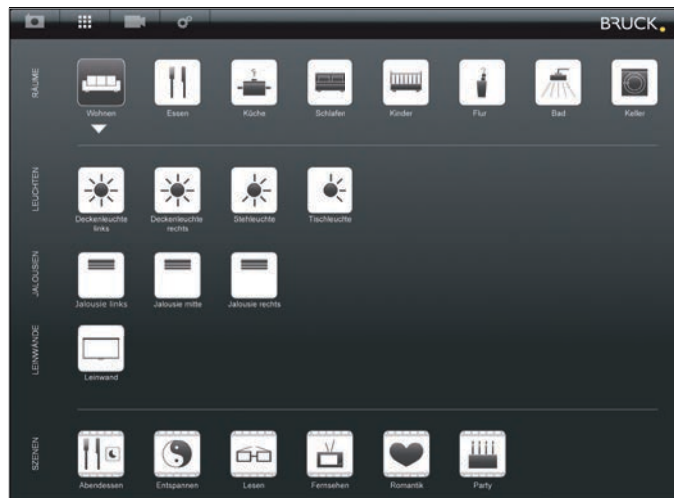 BRUCK
RÄUME
Wohnen
Essen
Küche
Schlafen
Kinder
Flur
Bad
Keller
LEUCHTEN
Deckenleuchte
links
Deckenleuchte
rechts
Stehleuchte
Tischleuchte
JALOUSIEN
Jalousie links
Jalousie mitte
Jalousie rechts
LEINWÄNDE
Leinwand
SZENEN
Abendessen
Entspannen
Lesen
Fernsehen
Romantik
Party